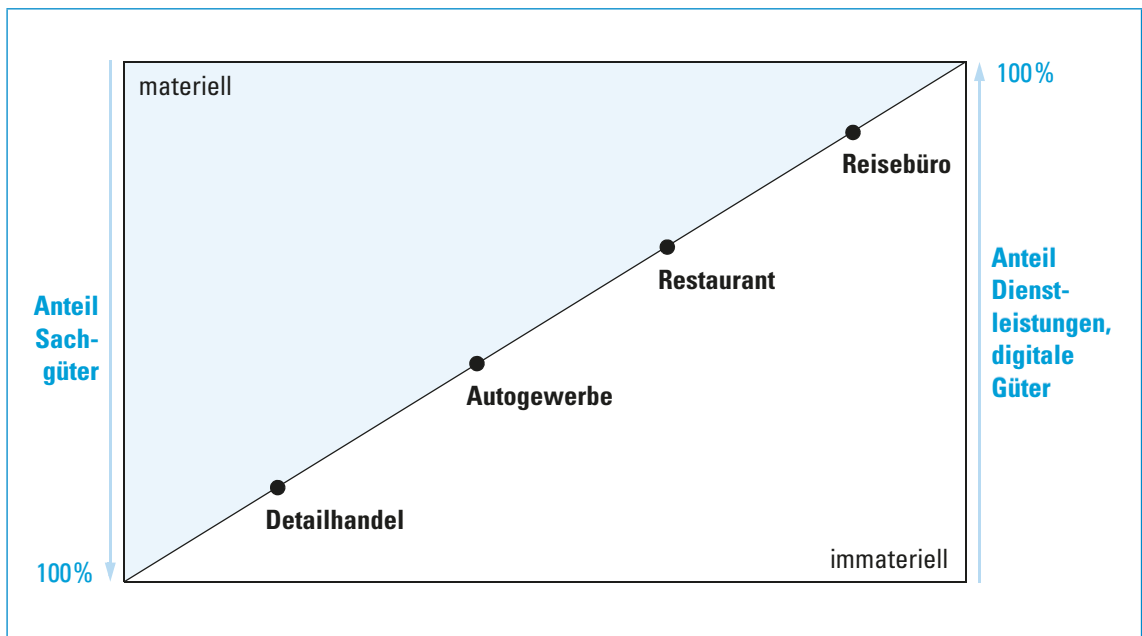 materiell
100%
Reisebüro
Restaurant
Anteil
Dienst-
leistungen,
digitale
Güter
Anteil
Sach-
güter
Autogewerbe
Detailhandel
immateriell
100%